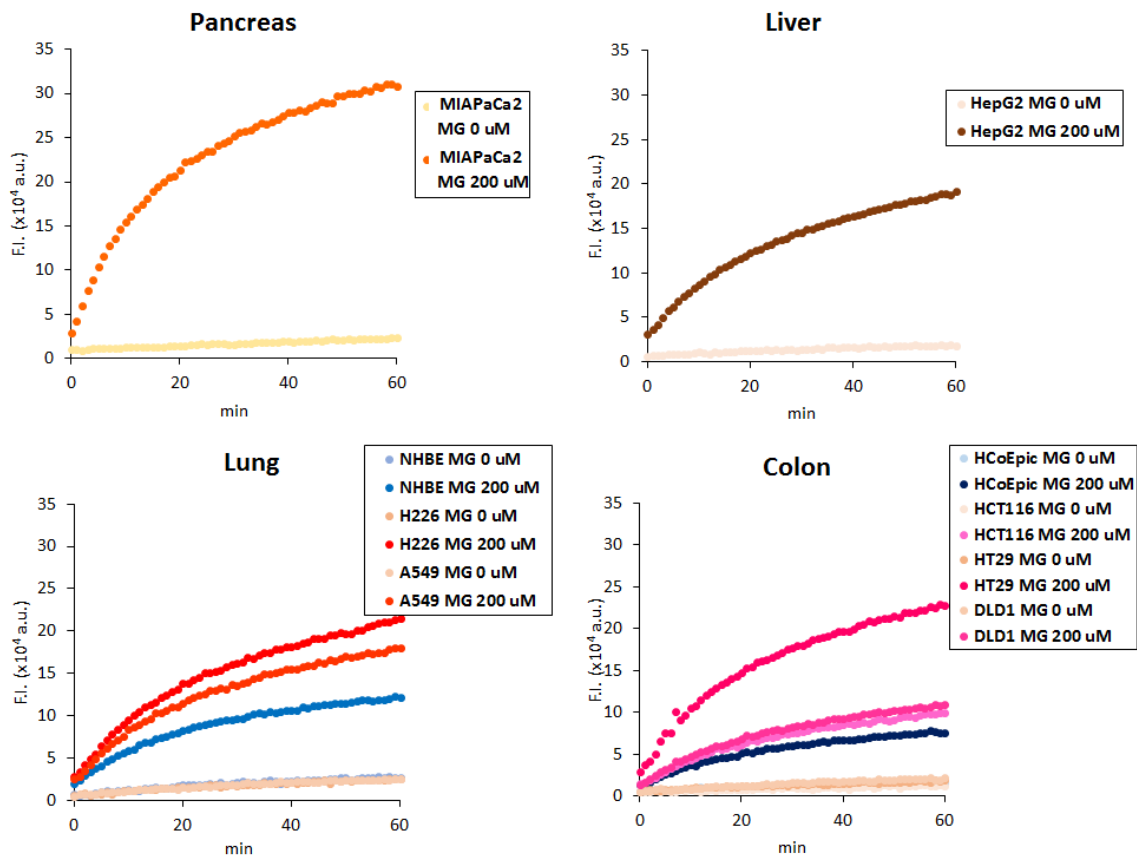 Pancreas
35
30
25
20
15
10
5
0
F.I. (x10⁴ a.u.)
0 20 40 60
min
MIAPaCa2
MG 0 uM
MIAPaCa2
MG 200 uM
Liver
35
30
25
20
15
10
5
0
F.I. (x10⁴ a.u.)
0 20 40 60
min
HepG2 MG 0 uM
HepG2 MG 200 uM
Lung
35
30
25
20
15
10
5
0
F.I. (x10⁴ a.u.)
0 20 40 60
min
NHBE MG 0 uM
NHBE MG 200 uM
H226 MG 0 uM
H226 MG 200 uM
A549 MG 0 uM
A549 MG 200 uM
Colon
35
30
25
20
15
10
5
0
F.I. (x10⁴ a.u.)
0 20 40 60
min
HCoEpic MG 0 uM
HCoEpic MG 200 uM
HCT116 MG 0 uM
HCT116 MG 200 uM
HT29 MG 0 uM
HT29 MG 200 uM
DLD1 MG 0 uM
DLD1 MG 200 uM